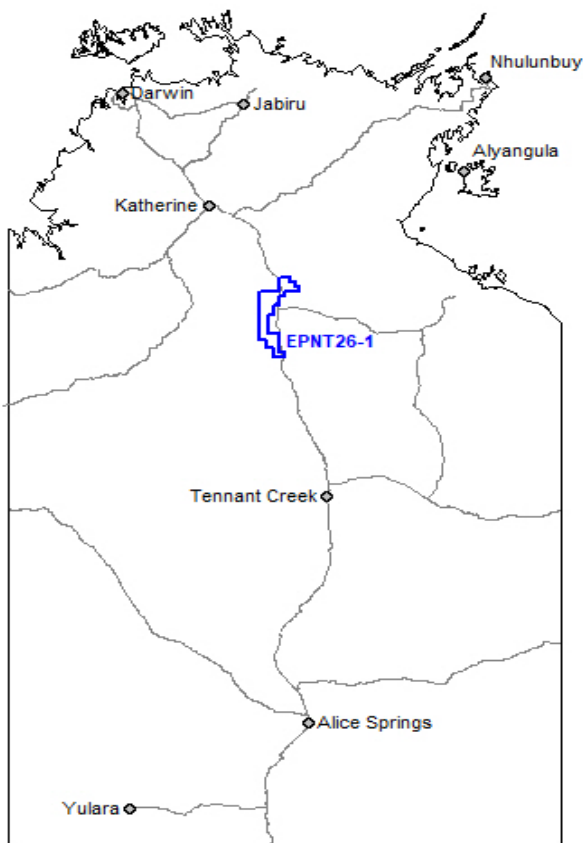 Nhulunbuy
Darwin
Jabiru
Alyangula
Katherine
EPNT26-1
Tennant Creek
Alice Springs
Yulara